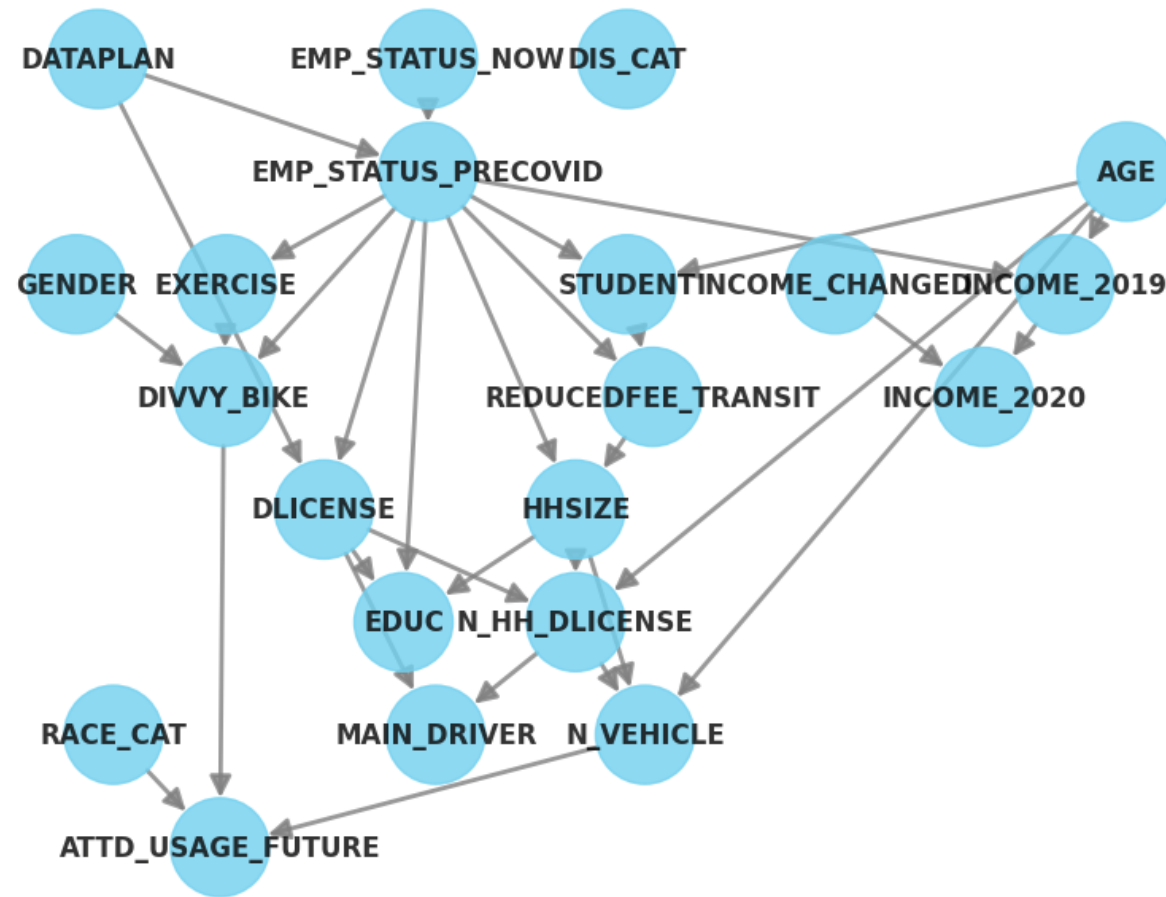 DATAPLAN
EMP_STATUS_NOW
DIS_CAT
EMP_STATUS_PRECOVID
AGE
GENDER
EXERCISE
STUDENT
INCOME_CHANGED
INCOME_2019
DIVVY_BIKE
REDUCEDFEE_TRANSIT
INCOME_2020
DLICENSE
HHSIZE
EDUC
N_HH_DLICENSE
RACE_CAT
MAIN_DRIVER
N_VEHICLE
ATTD_USAGE_FUTURE